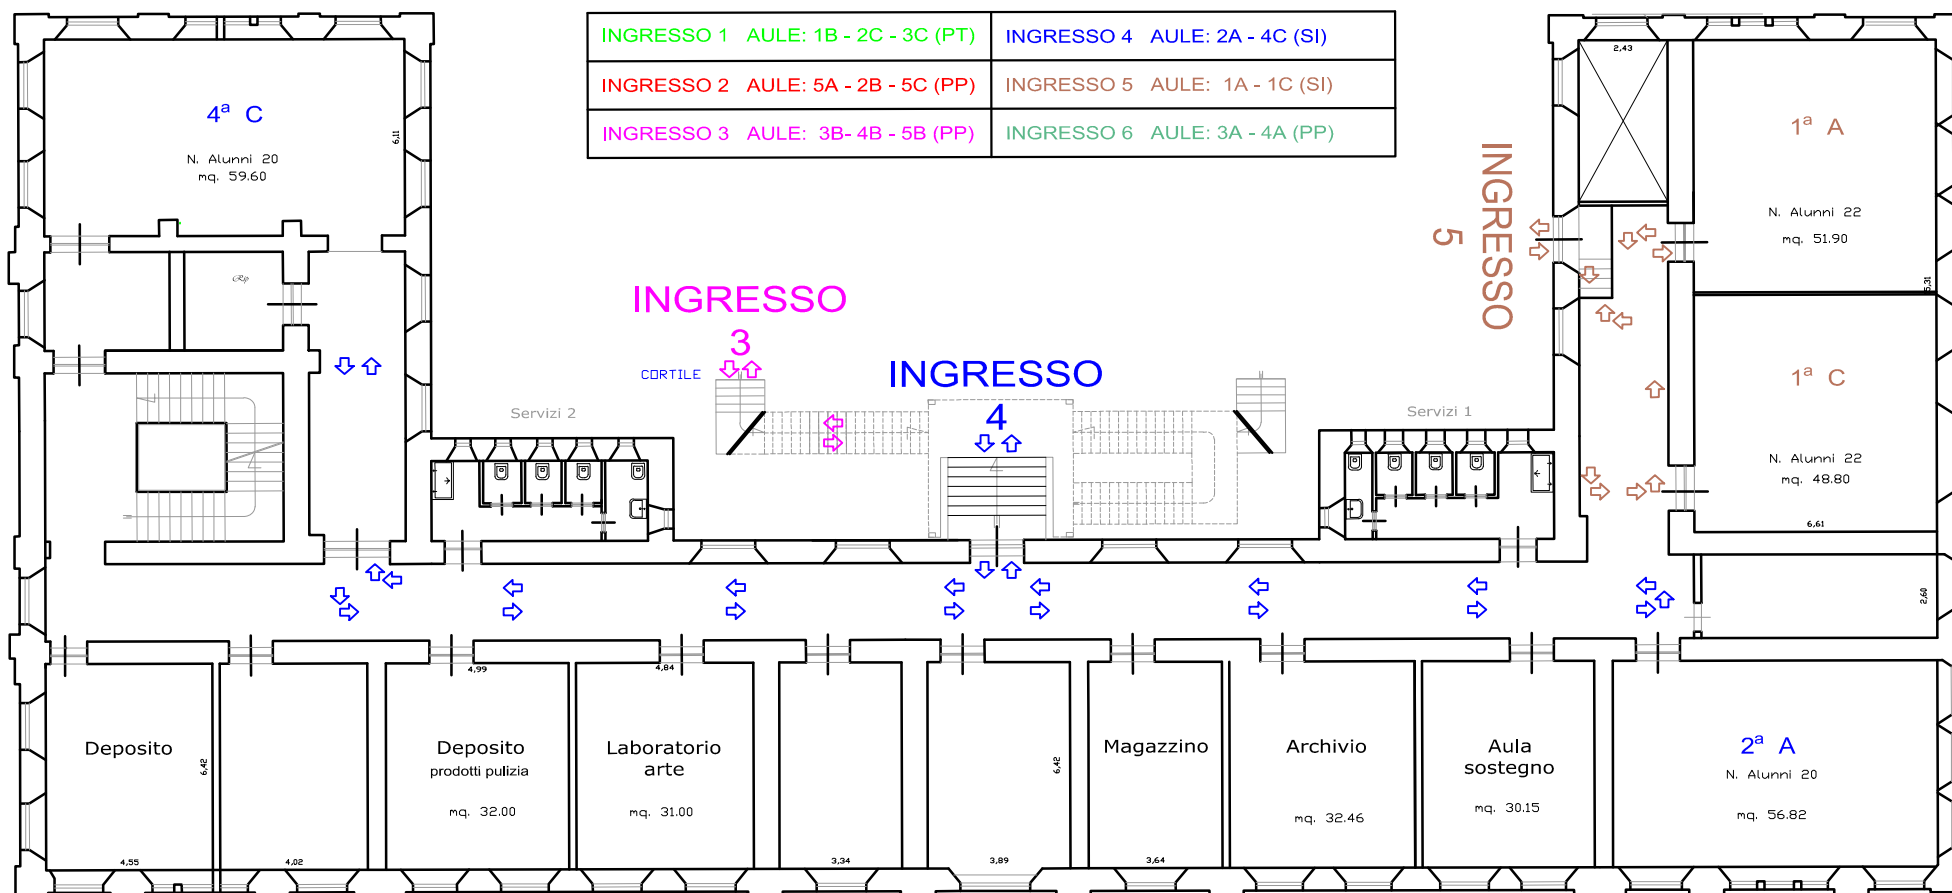 INGRESSO 1 AULE: 1B - 2C - 3C (PT)
INGRESSO 4 AULE: 2A - 4C (SI)
INGRESSO 2 AULE: 5A - 2B - 5C (PP)
INGRESSO 5 AULE: 1A - 1C (SI)
INGRESSO 3 AULE: 3B- 4B - 5B (PP)
INGRESSO 6 AULE: 3A - 4A (PP)
4ª C
N. Alunni 20
mq. 59.60
6,11
Rip
2,43
1ª A
N. Alunni 22
mq. 51.90
5,31
INGRESSO
5
INGRESSO
3
CORTILE
INGRESSO
4
Servizi 2
Servizi 1
1ª C
N. Alunni 22
mq. 48.80
6,61
2,60
Deposito
6,42
4,55
4,02
4,99
Deposito
prodotti pulizia
mq. 32.00
4,84
Laboratorio
arte
mq. 31.00
3,34
6,42
3,89
Magazzino
3,64
Archivio
mq. 32.46
Aula
sostegno
mq. 30.15
2ª A
N. Alunni 20
mq. 56.82